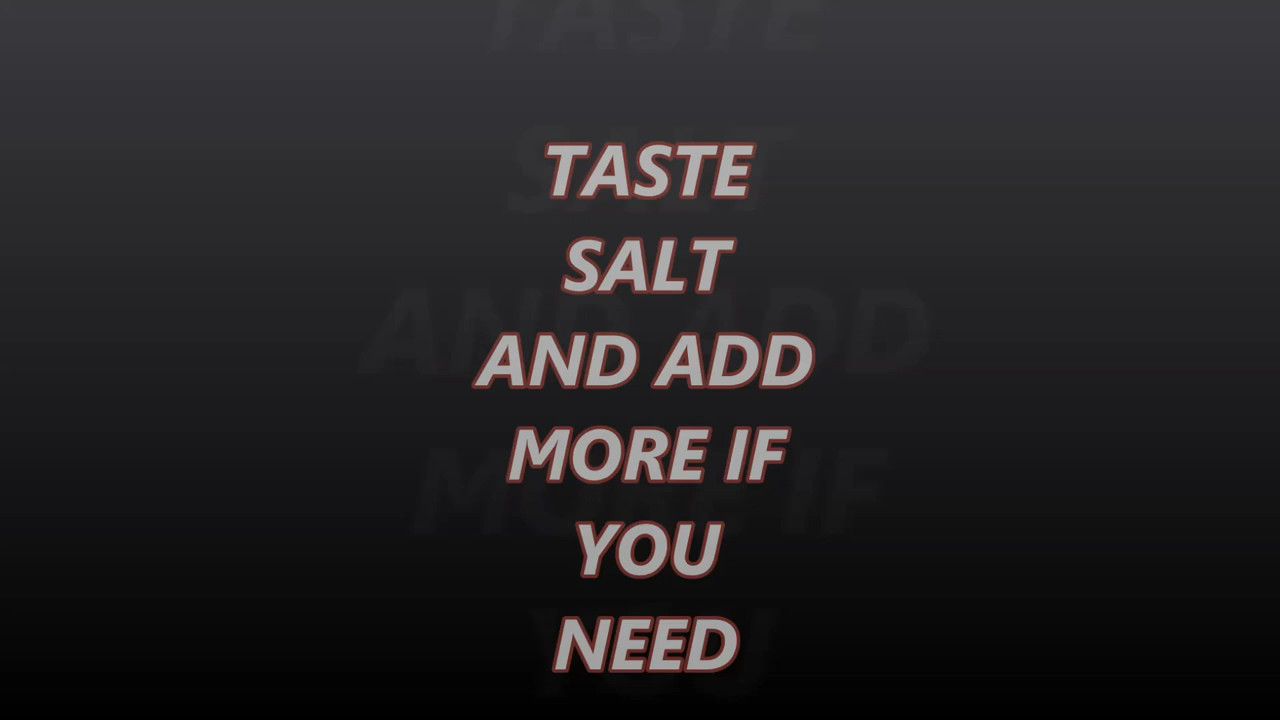 TASTE
SALT
AND ADD
MORE IF
YOU
NEED